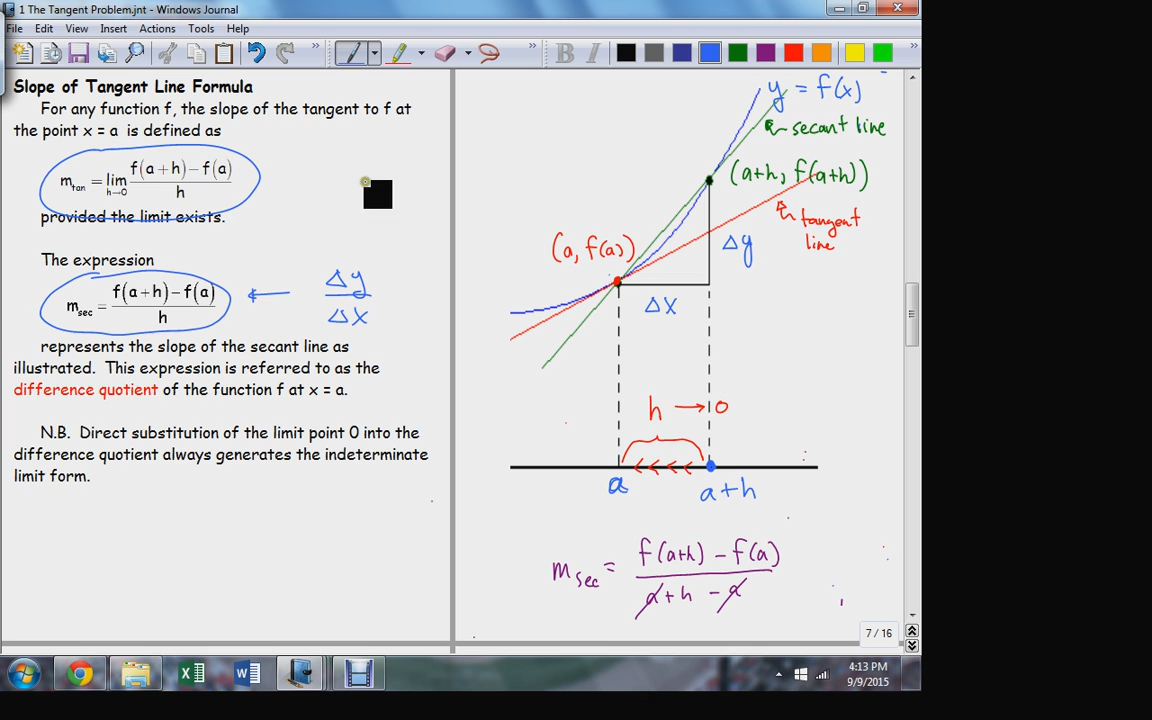 1 The Tangent Problem.jnt - Windows Journal
File Edit View Insert Actions Tools Help
B I
Slope of Tangent Line Formula
For any function f, the slope of the tangent to f at
the point x = a is defined as
m_tan = lim_{h→0} (f(a+h)-f(a))/h
provided the limit exists.
The expression
m_sec = (f(a+h)-f(a))/h ← Δy/Δx
represents the slope of the secant line as
illustrated. This expression is referred to as the
difference quotient of the function f at x = a.
N.B. Direct substitution of the limit point 0 into the
difference quotient always generates the indeterminate
limit form.
y = f(x)
secant line
(a+h, f(a+h))
tangent
line
(a, f(a))
Δy
Δx
h → 0
a
a+h
m_sec = (f(a+h) - f(a))/(a+h - a)
7 / 16
4:13 PM
9/9/2015